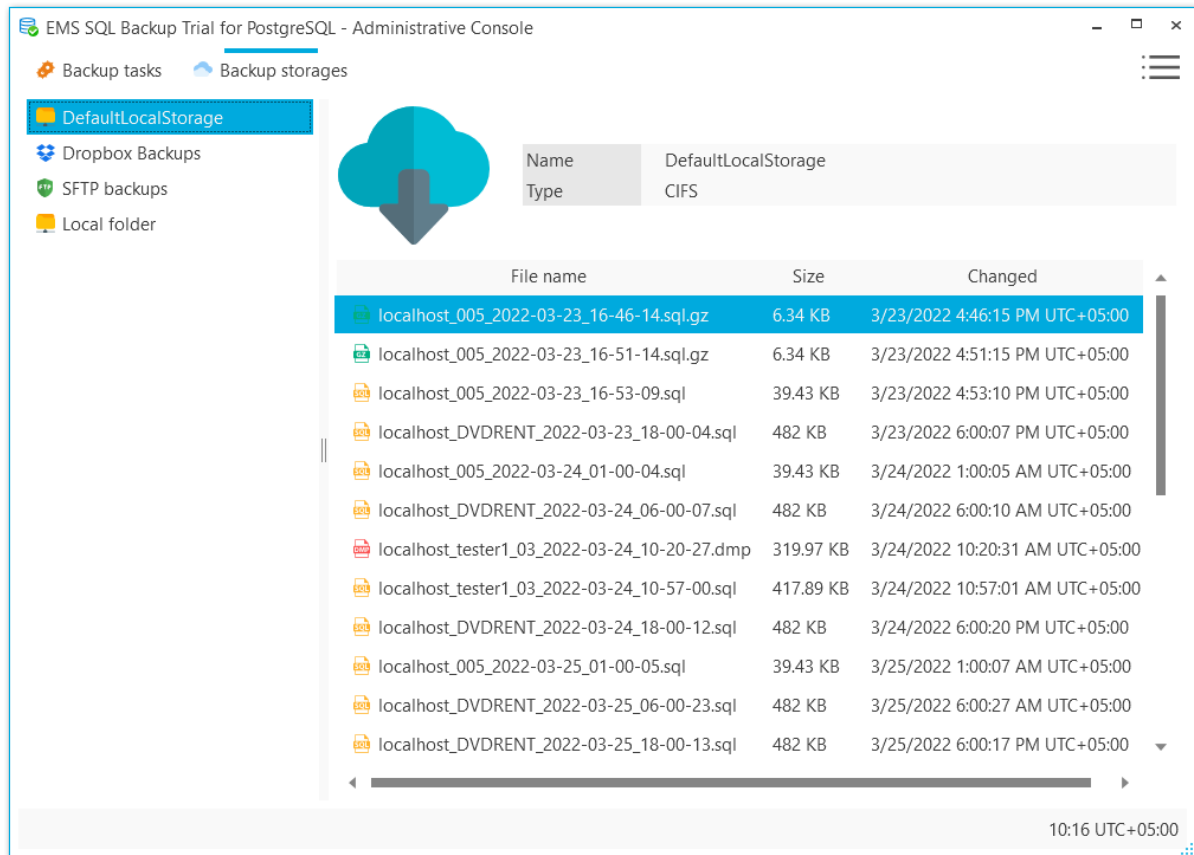 EMS SQL Backup Trial for PostgreSQL - Administrative Console
Backup tasks Backup storages
DefaultLocalStorage
Dropbox Backups
SFTP backups
Local folder
Name DefaultLocalStorage
Type CIFS
File name Size Changed
localhost_005_2022-03-23_16-46-14.sql.gz 6.34 KB 3/23/2022 4:46:15 PM UTC+05:00
GZ localhost_005_2022-03-23_16-51-14.sql.gz 6.34 KB 3/23/2022 4:51:15 PM UTC+05:00
SQL localhost_005_2022-03-23_16-53-09.sql 39.43 KB 3/23/2022 4:53:10 PM UTC+05:00
SQL localhost_DVDRENT_2022-03-23_18-00-04.sql 482 KB 3/23/2022 6:00:07 PM UTC+05:00
SQL localhost_005_2022-03-24_01-00-04.sql 39.43 KB 3/24/2022 1:00:05 AM UTC+05:00
SQL localhost_DVDRENT_2022-03-24_06-00-07.sql 482 KB 3/24/2022 6:00:10 AM UTC+05:00
DMP localhost_tester1_03_2022-03-24_10-20-27.dmp 319.97 KB 3/24/2022 10:20:31 AM UTC+05:00
SQL localhost_tester1_03_2022-03-24_10-57-00.sql 417.89 KB 3/24/2022 10:57:01 AM UTC+05:00
SQL localhost_DVDRENT_2022-03-24_18-00-12.sql 482 KB 3/24/2022 6:00:20 PM UTC+05:00
SQL localhost_005_2022-03-25_01-00-05.sql 39.43 KB 3/25/2022 1:00:07 AM UTC+05:00
SQL localhost_DVDRENT_2022-03-25_06-00-23.sql 482 KB 3/25/2022 6:00:27 AM UTC+05:00
SQL localhost_DVDRENT_2022-03-25_18-00-13.sql 482 KB 3/25/2022 6:00:17 PM UTC+05:00
10:16 UTC+05:00